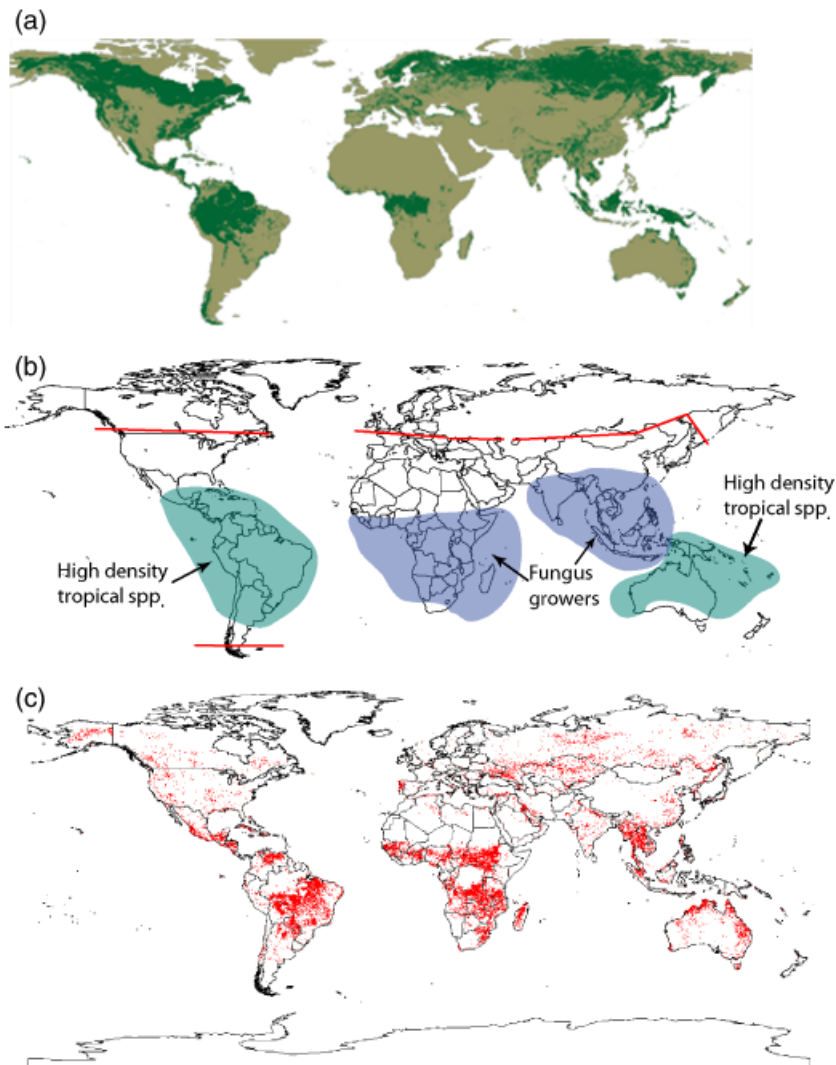 (a)
(b)
High density
tropical spp.
High density
tropical spp.
Fungus
growers
(c)